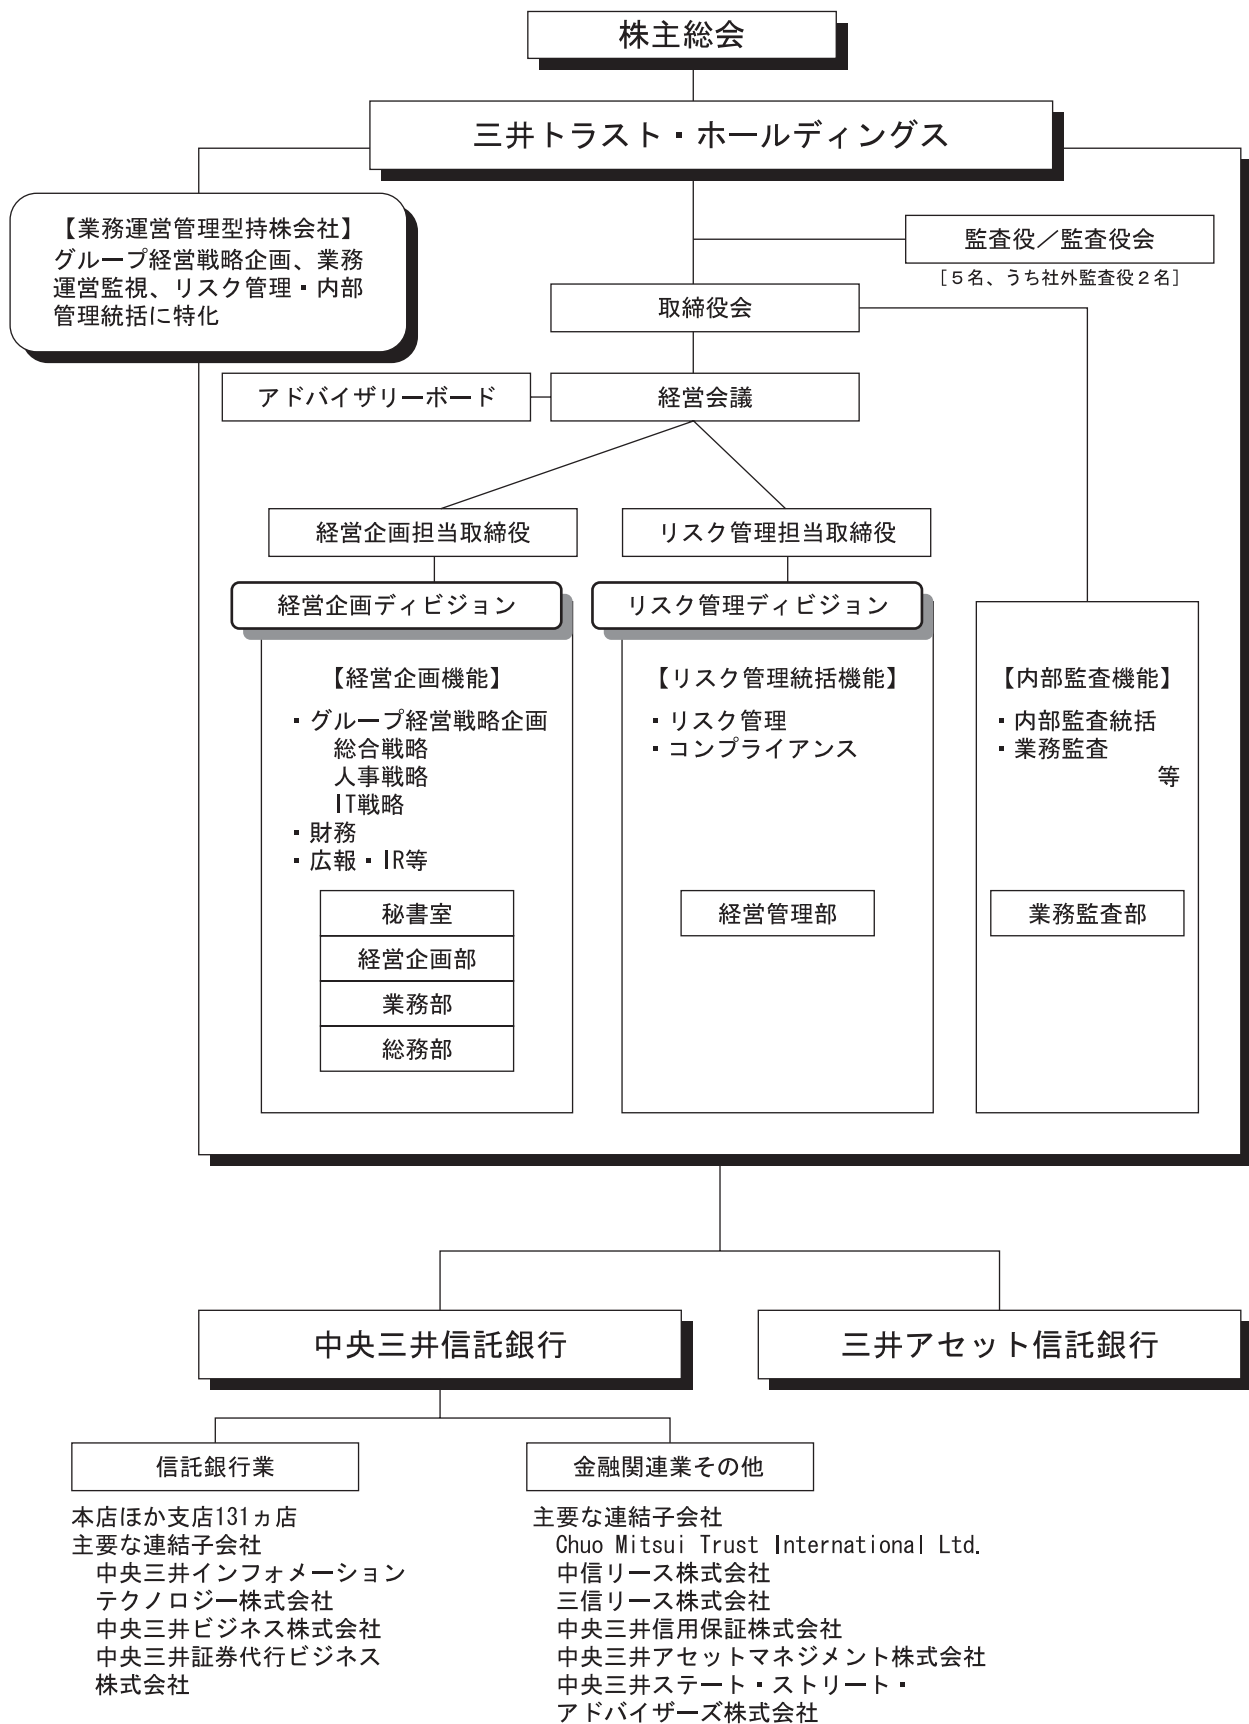 株主総会
三井トラスト・ホールディングス
【業務運営管理型持株会社】
グループ経営戦略企画、業務
運営監視、リスク管理・内部
管理統括に特化
監査役／監査役会
［５名、うち社外監査役２名］
取締役会
アドバイザリーボード
経営会議
経営企画担当取締役
リスク管理担当取締役
経営企画ディビジョン
リスク管理ディビジョン
【経営企画機能】
・グループ経営戦略企画
総合戦略
人事戦略
IT戦略
・財務
・広報・IR等
秘書室
経営企画部
業務部
総務部
【リスク管理統括機能】
・リスク管理
・コンプライアンス
経営管理部
【内部監査機能】
・内部監査統括
・業務監査
等
業務監査部
中央三井信託銀行
三井アセット信託銀行
信託銀行業
本店ほか支店131ヵ店
主要な連結子会社
中央三井インフォメーション
テクノロジー株式会社
中央三井ビジネス株式会社
中央三井証券代行ビジネス
株式会社
金融関連業その他
主要な連結子会社
Chuo Mitsui Trust International Ltd.
中信リース株式会社
三信リース株式会社
中央三井信用保証株式会社
中央三井アセットマネジメント株式会社
中央三井ステート・ストリート・
アドバイザーズ株式会社